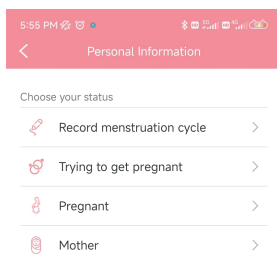 5:55 PM
Personal Information
Choose your status
Record menstruation cycle
Trying to get pregnant
Pregnant
Mother